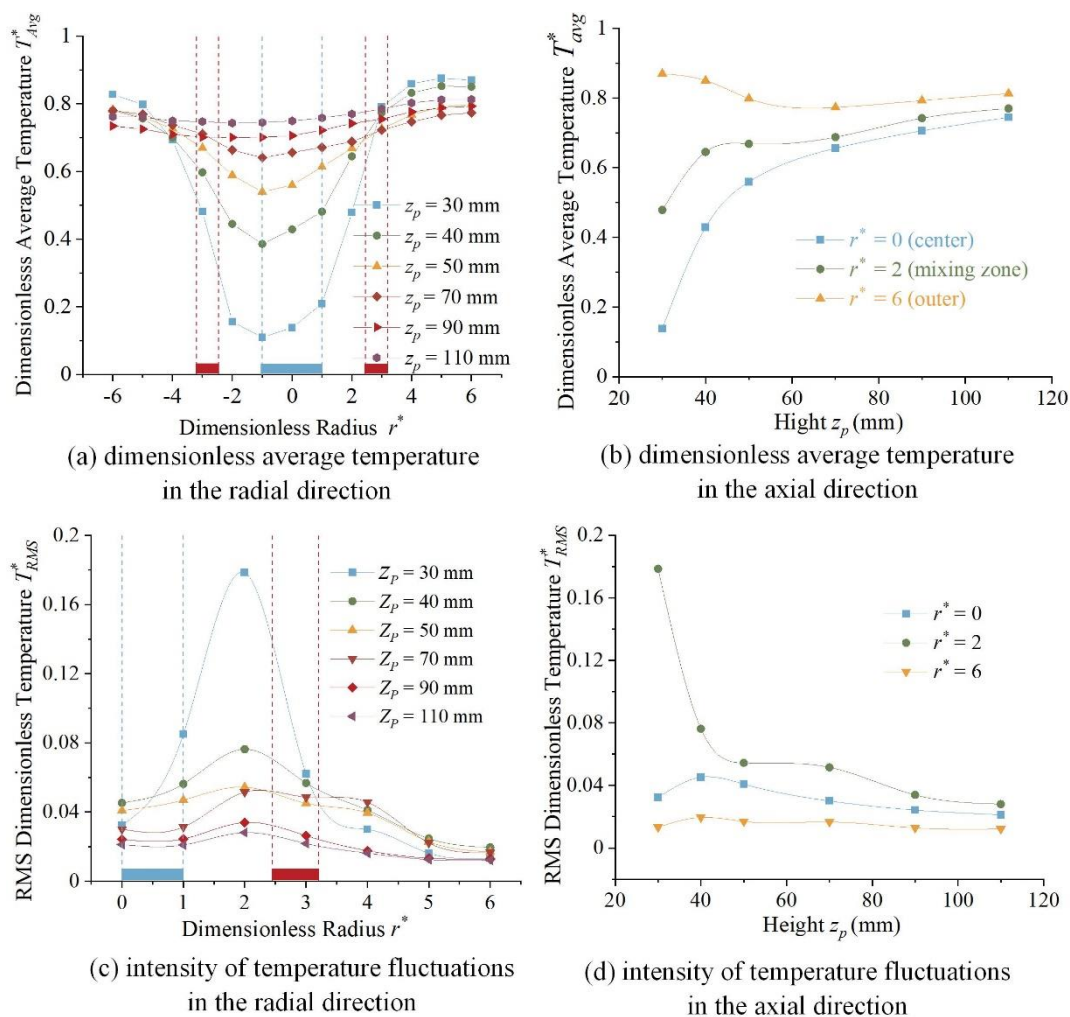 Dimensionlesss Average Temperature T*Avg
1
0.8
0.6
0.4
0.2
0
-6 -4 -2 0 2 4 6
Dimensionless Radius r*
zp = 30 mm
zp = 40 mm
zp = 50 mm
zp = 70 mm
zp = 90 mm
zp = 110 mm
(a) dimensionless average temperature
in the radial direction
Dimensionless Average Temperature T*avg
1
0.8
0.6
0.4
0.2
0
20 40 60 80 100 120
Hight zp (mm)
r* = 0 (center)
r* = 2 (mixing zone)
r* = 6 (outer)
(b) dimensionless average temperature
in the axial direction
RMS Dimensionless Temperature T*RMS
0.2
0.16
0.12
0.08
0.04
0
0 1 2 3 4 5 6
Dimensionless Radius r*
ZP = 30 mm
ZP = 40 mm
ZP = 50 mm
ZP = 70 mm
ZP = 90 mm
ZP = 110 mm
(c) intensity of temperature fluctuations
in the radial direction
RMS Dimensionless Temperature T*RMS
0.2
0.16
0.12
0.08
0.04
0
20 40 60 80 100 120
Height zp (mm)
r* = 0
r* = 2
r* = 6
(d) intensity of temperature fluctuations
in the axial direction